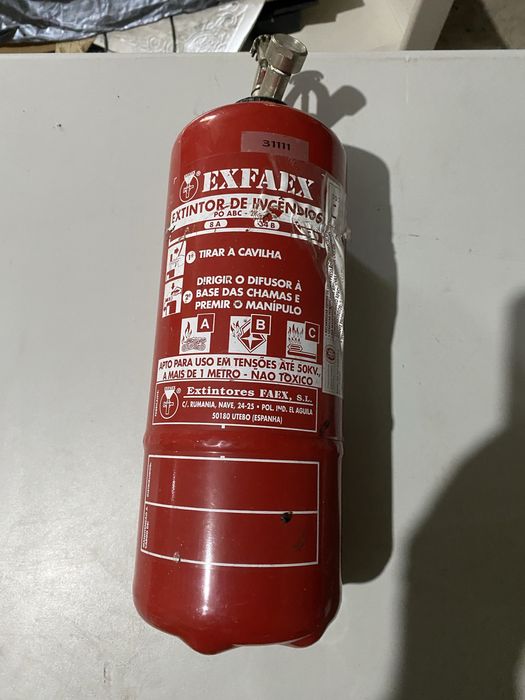 31111
EXFAEX
EXTINTOR DE INCÊNDIOS
PO ABC -
8 A 34 B
1º TIRAR A CAVILHA
2º DIRIGIR O DIFUSOR À
BASE DAS CHAMAS E
PREMIR O MANÍPULO
A B C
APTO PARA USO EM TENSÕES ATÉ 50KV.,
A MAIS DE 1 METRO - NAO TOXICO
Extintores FAEX, S.L.
C/. RUMANIA, NAVE, 24-25 • POL. IND. EL AGUILA
50180 UTEBO (ESPANHA)